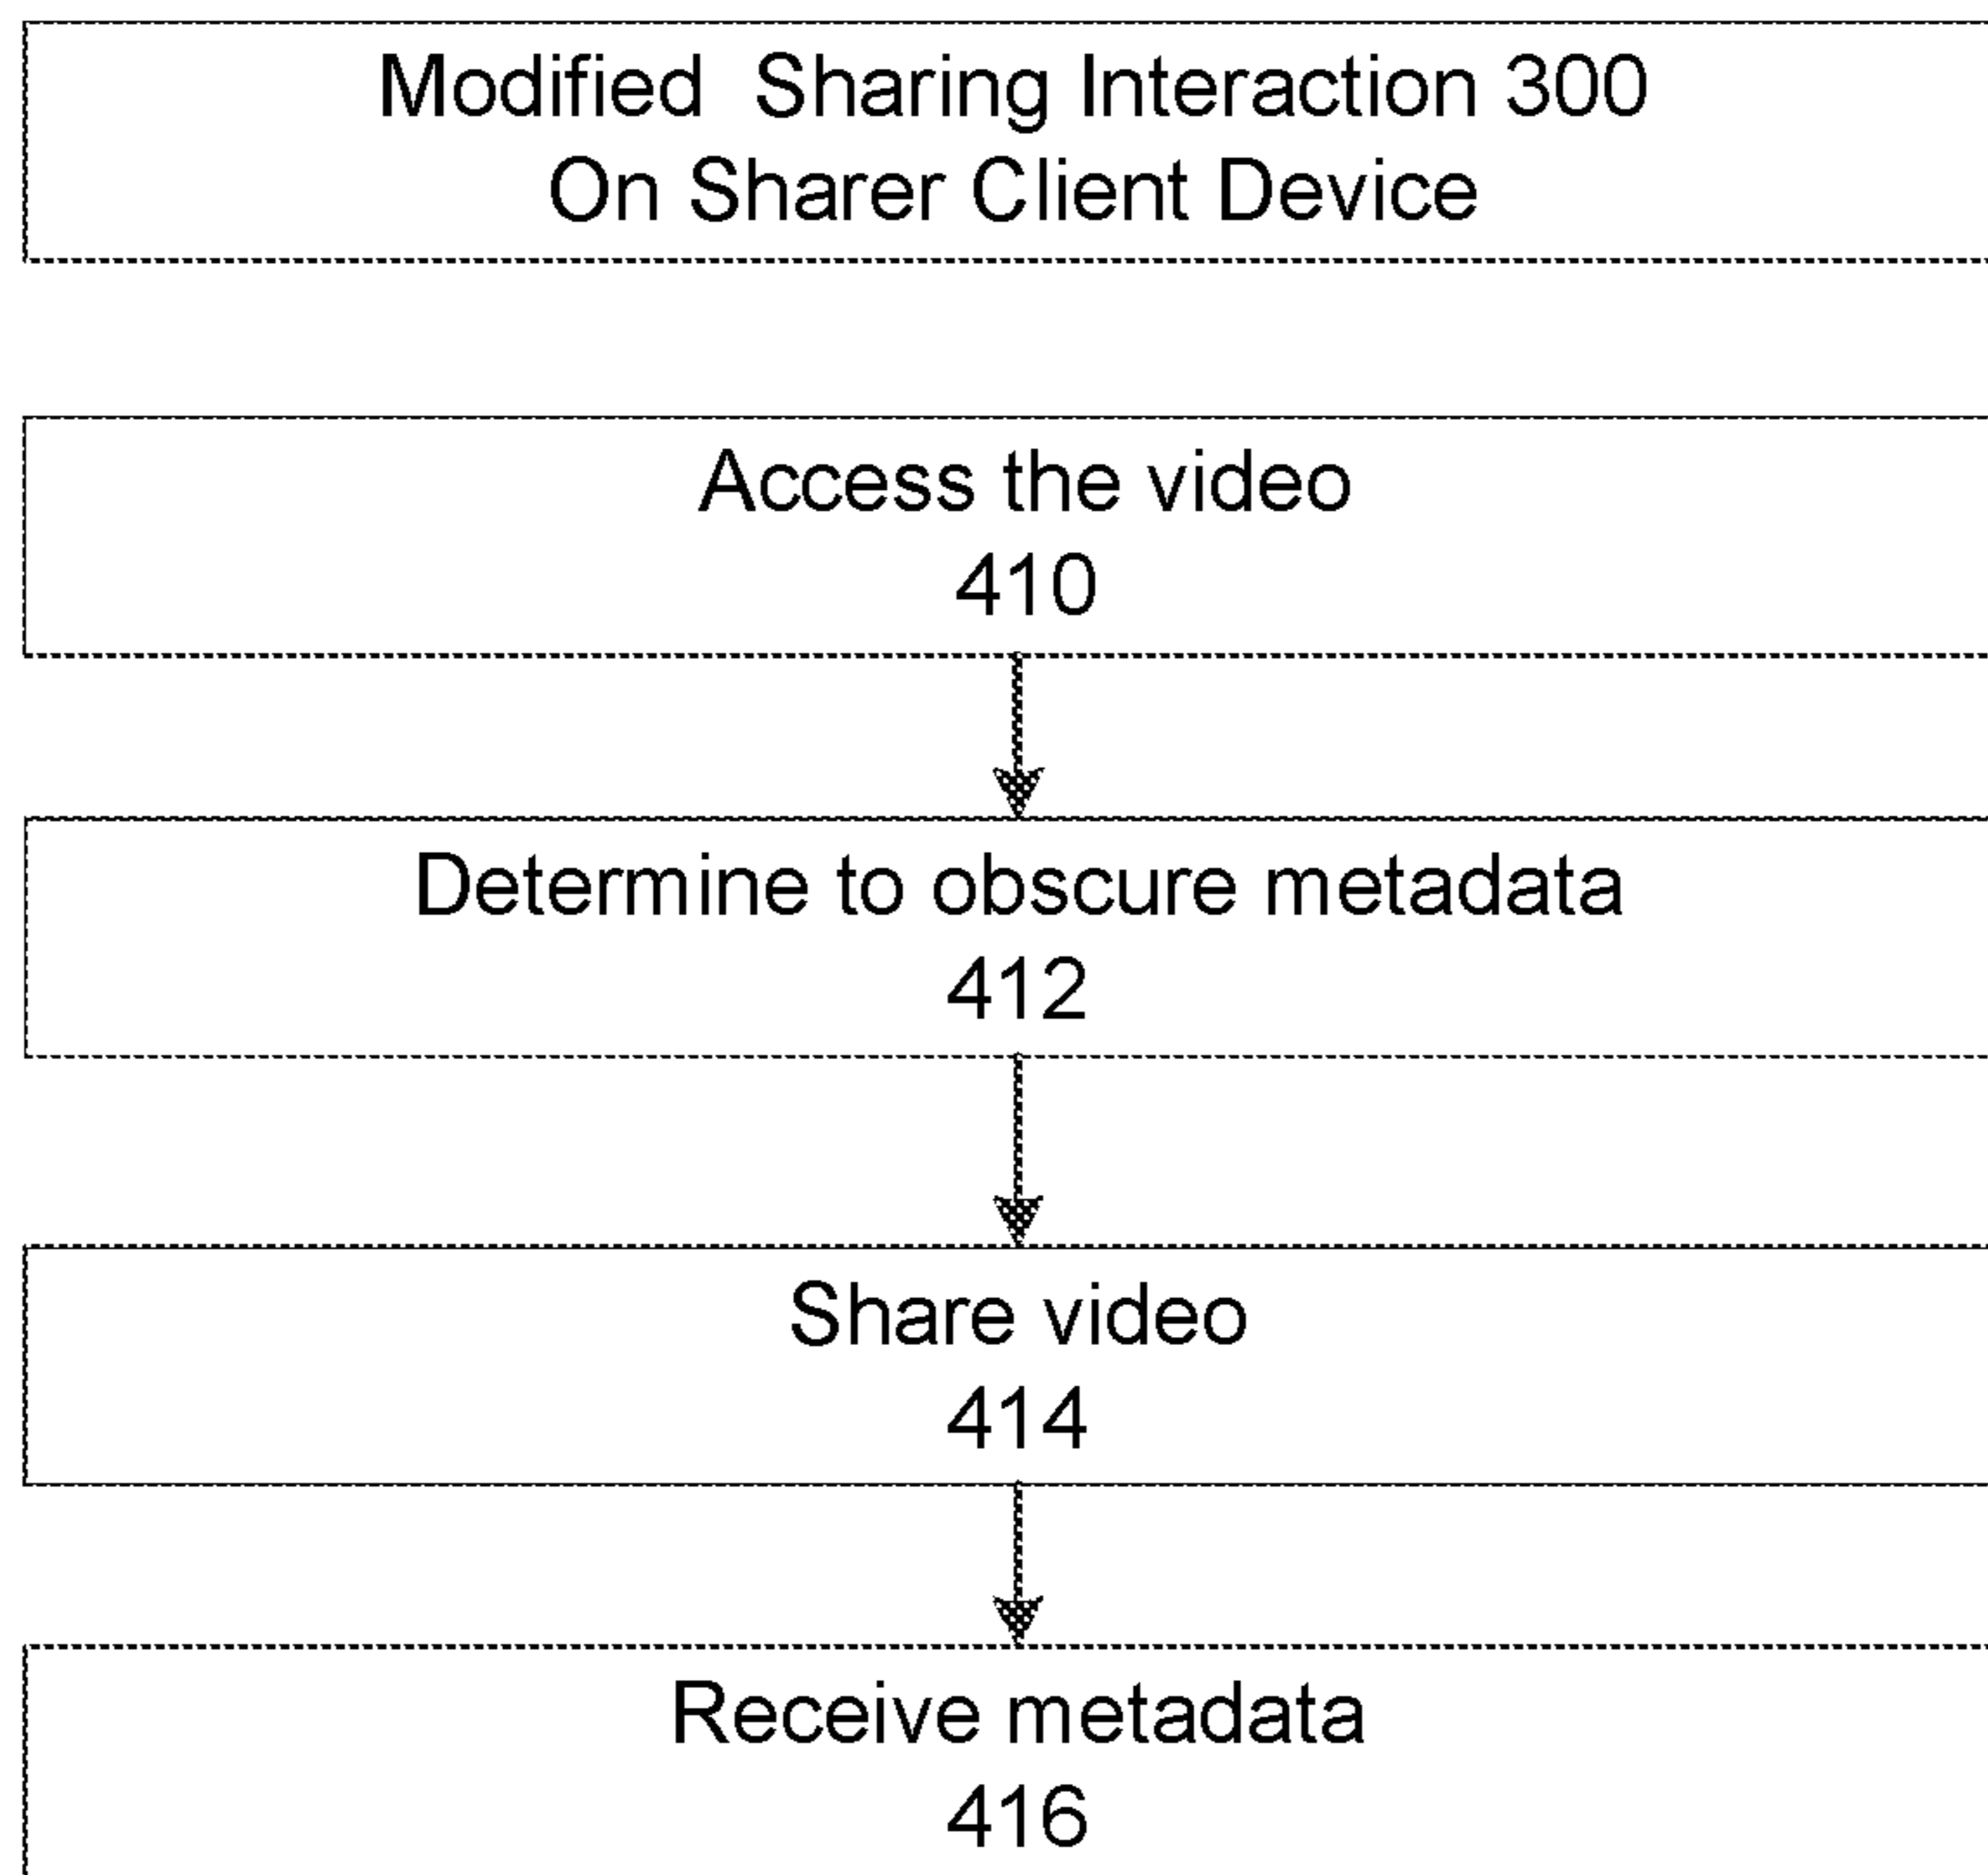 Modified Sharing Interaction 300
On Sharer Client Device
Access the video
410
Determine to obscure metadata
412
Share video
414
Receive metadata
416